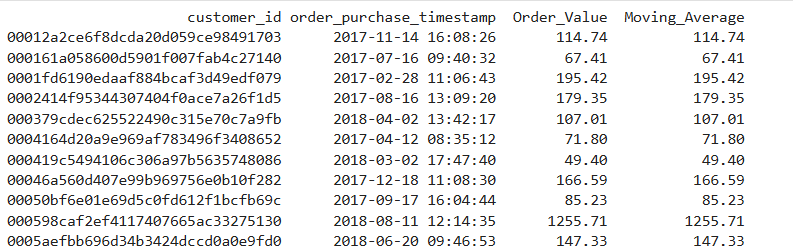 customer_id order_purchase_timestamp Order_Value Moving_Average
00012a2ce6f8dcda20d059ce98491703 2017-11-14 16:08:26 114.74 114.74
000161a058600d5901f007fab4c27140 2017-07-16 09:40:32 67.41 67.41
0001fd6190edaaf884bcaf3d49edf079 2017-02-28 11:06:43 195.42 195.42
0002414f95344307404f0ace7a26f1d5 2017-08-16 13:09:20 179.35 179.35
000379cdec625522490c315e70c7a9fb 2018-04-02 13:42:17 107.01 107.01
0004164d20a9e969af783496f3408652 2017-04-12 08:35:12 71.80 71.80
000419c5494106c306a97b5635748086 2018-03-02 17:47:40 49.40 49.40
00046a560d407e99b969756e0b10f282 2017-12-18 11:08:30 166.59 166.59
00050bf6e01e69d5c0fd612f1bcfb69c 2017-09-17 16:04:44 85.23 85.23
000598caf2ef4117407665ac33275130 2018-08-11 12:14:35 1255.71 1255.71
0005aefbb696d34b3424dccd0a0e9fd0 2018-06-20 09:46:53 147.33 147.33